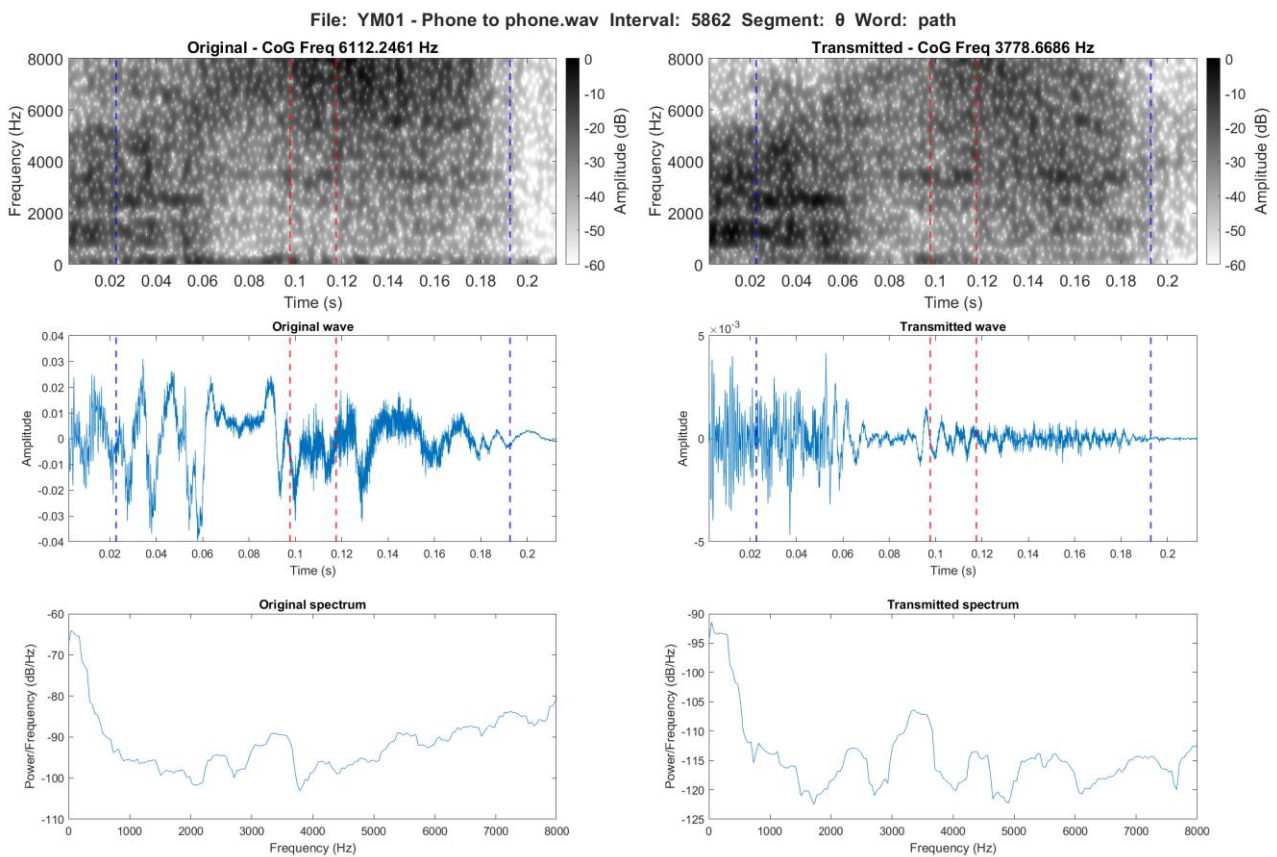 File: YM01 - Phone to phone.wav Interval: 5862 Segment: θ Word: path
Original - CoG Freq 6112.2461 Hz
8000
6000
4000
2000
0
Frequency (Hz)
0.02 0.04 0.06 0.08 0.1 0.12 0.14 0.16 0.18 0.2
Time (s)
0
-10
-20
-30
-40
-50
-60
Amplitude (dB)
Transmitted - CoG Freq 3778.6686 Hz
8000
6000
4000
2000
0
Frequency (Hz)
0.02 0.04 0.06 0.08 0.1 0.12 0.14 0.16 0.18 0.2
Time (s)
0
-10
-20
-30
-40
-50
-60
Amplitude (dB)
Original wave
0.04
0.03
0.02
0.01
0
-0.01
-0.02
-0.03
-0.04
Amplitude
0.02 0.04 0.06 0.08 0.1 0.12 0.14 0.16 0.18 0.2
Time (s)
Transmitted wave
×10-3
5
0
-5
Amplitude
0.02 0.04 0.06 0.08 0.1 0.12 0.14 0.16 0.18 0.2
Time (s)
Original spectrum
-60
-70
-80
-90
-100
-110
Power/Frequency (dB/Hz)
0 1000 2000 3000 4000 5000 6000 7000 8000
Frequency (Hz)
Transmitted spectrum
-90
-95
-100
-105
-110
-115
-120
-125
Power/Frequency (dB/Hz)
0 1000 2000 3000 4000 5000 6000 7000 8000
Frequency (Hz)